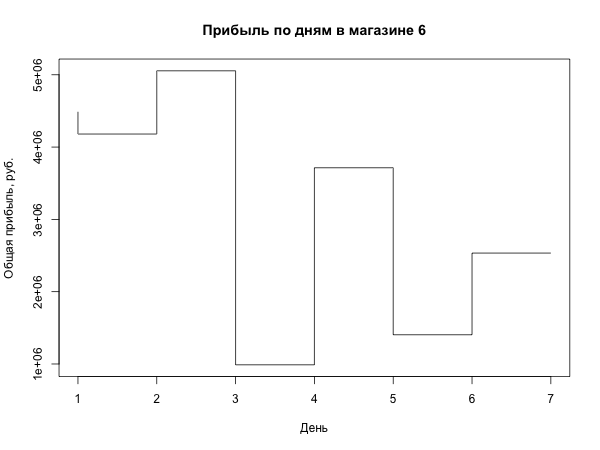 Прибыль по дням в магазине 6
Общая прибыль, руб.
5e+06
4e+06
3e+06
2e+06
1e+06
1 2 3 4 5 6 7
День